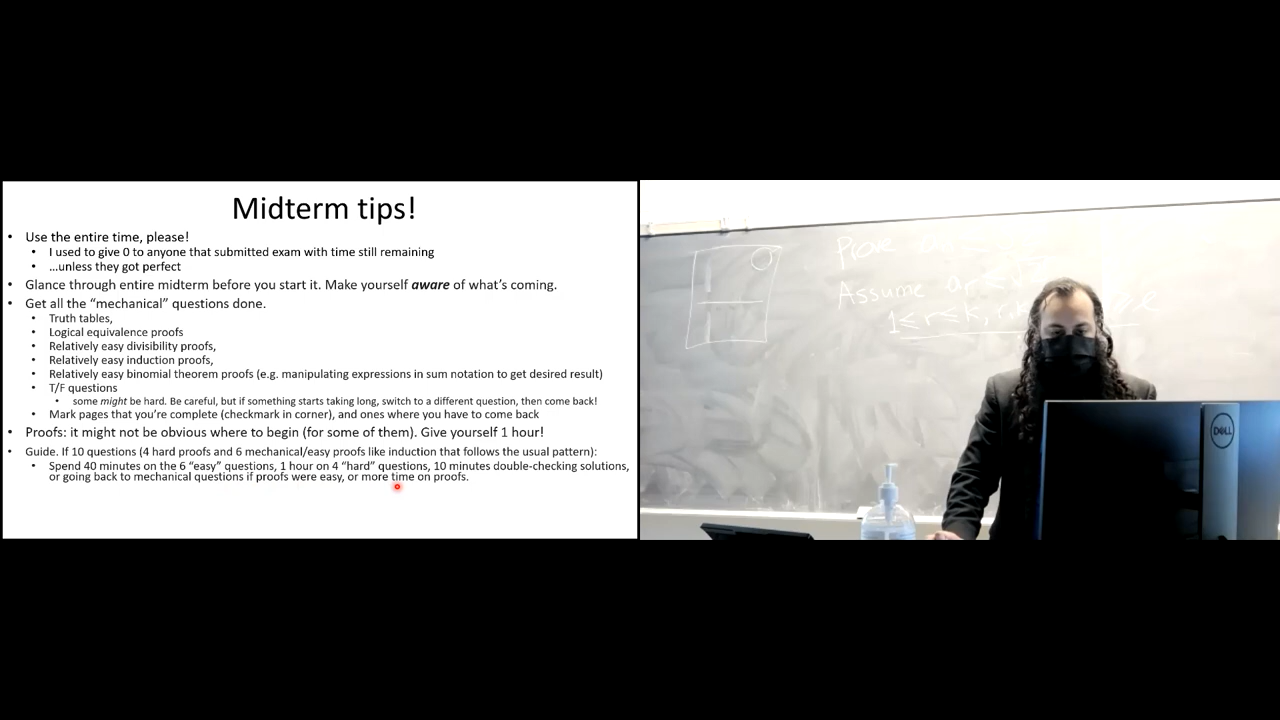 Midterm tips!
• Use the entire time, please!
• I used to give 0 to anyone that submitted exam with time still remaining
• …unless they got perfect
• Glance through entire midterm before you start it. Make yourself aware of what's coming.
• Get all the “mechanical” questions done.
• Truth tables,
• Logical equivalence proofs
• Relatively easy divisibility proofs,
• Relatively easy induction proofs,
• Relatively easy binomial theorem proofs (e.g. manipulating expressions in sum notation to get desired result)
• T/F questions
• some might be hard. Be careful, but if something starts taking long, switch to a different question, then come back!
• Mark pages that you're complete (checkmark in corner), and ones where you have to come back
• Proofs: it might not be obvious where to begin (for some of them). Give yourself 1 hour!
• Guide. If 10 questions (4 hard proofs and 6 mechanical/easy proofs like induction that follows the usual pattern):
• Spend 40 minutes on the 6 “easy” questions, 1 hour on 4 “hard” questions, 10 minutes double-checking solutions,
or going back to mechanical questions if proofs were easy, or more time on proofs.
Prove
Assume
1≤r≤k,
DELL